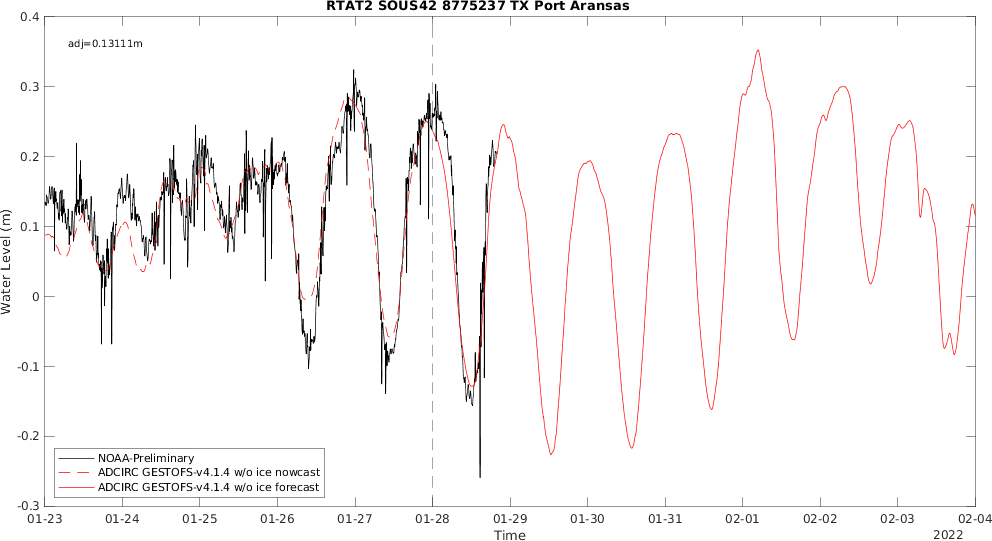 RTAT2 SOUS42 8775237 TX Port Aransas
adj=0.13111m
0.4
0.3
0.2
0.1
0
-0.1
-0.2
-0.3
Water Level (m)
NOAA-Preliminary
ADCIRC GESTOFS-v4.1.4 w/o ice nowcast
ADCIRC GESTOFS-v4.1.4 w/o ice forecast
01-23 01-24 01-25 01-26 01-27 01-28 01-29 01-30 01-31 02-01 02-02 02-03 02-04
Time
2022